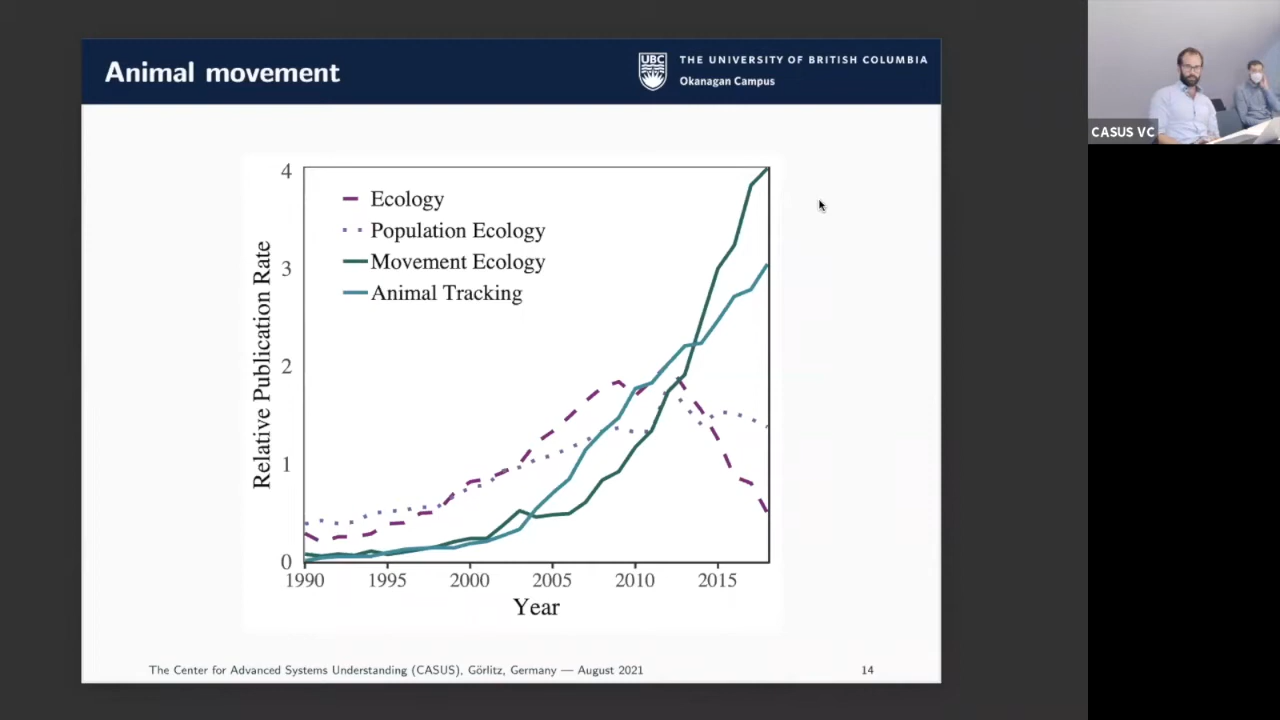 Animal movement
UBC
THE UNIVERSITY OF BRITISH COLUMBIA
Okanagan Campus
CASUS VC
4
3
2
1
0
Relative Publication Rate
Ecology
Population Ecology
Movement Ecology
Animal Tracking
1990 1995 2000 2005 2010 2015
Year
The Center for Advanced Systems Understanding (CASUS), Görlitz, Germany — August 2021
14